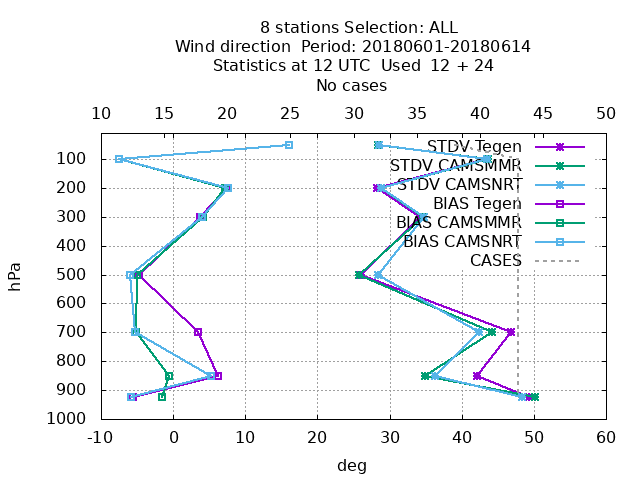 8 stations Selection: ALL
Wind direction  Period: 20180601-20180614
Statistics at 12 UTC  Used  12 + 24
No cases
10 15 20 25 30 35 40 45 50
STDV Tegen
STDV CAMSMMR
STDV CAMSNRT
BIAS Tegen
BIAS CAMSMMR
BIAS CAMSNRT
CASES
100
200
300
400
500
600
700
800
900
1000
hPa
-10 0 10 20 30 40 50 60
deg